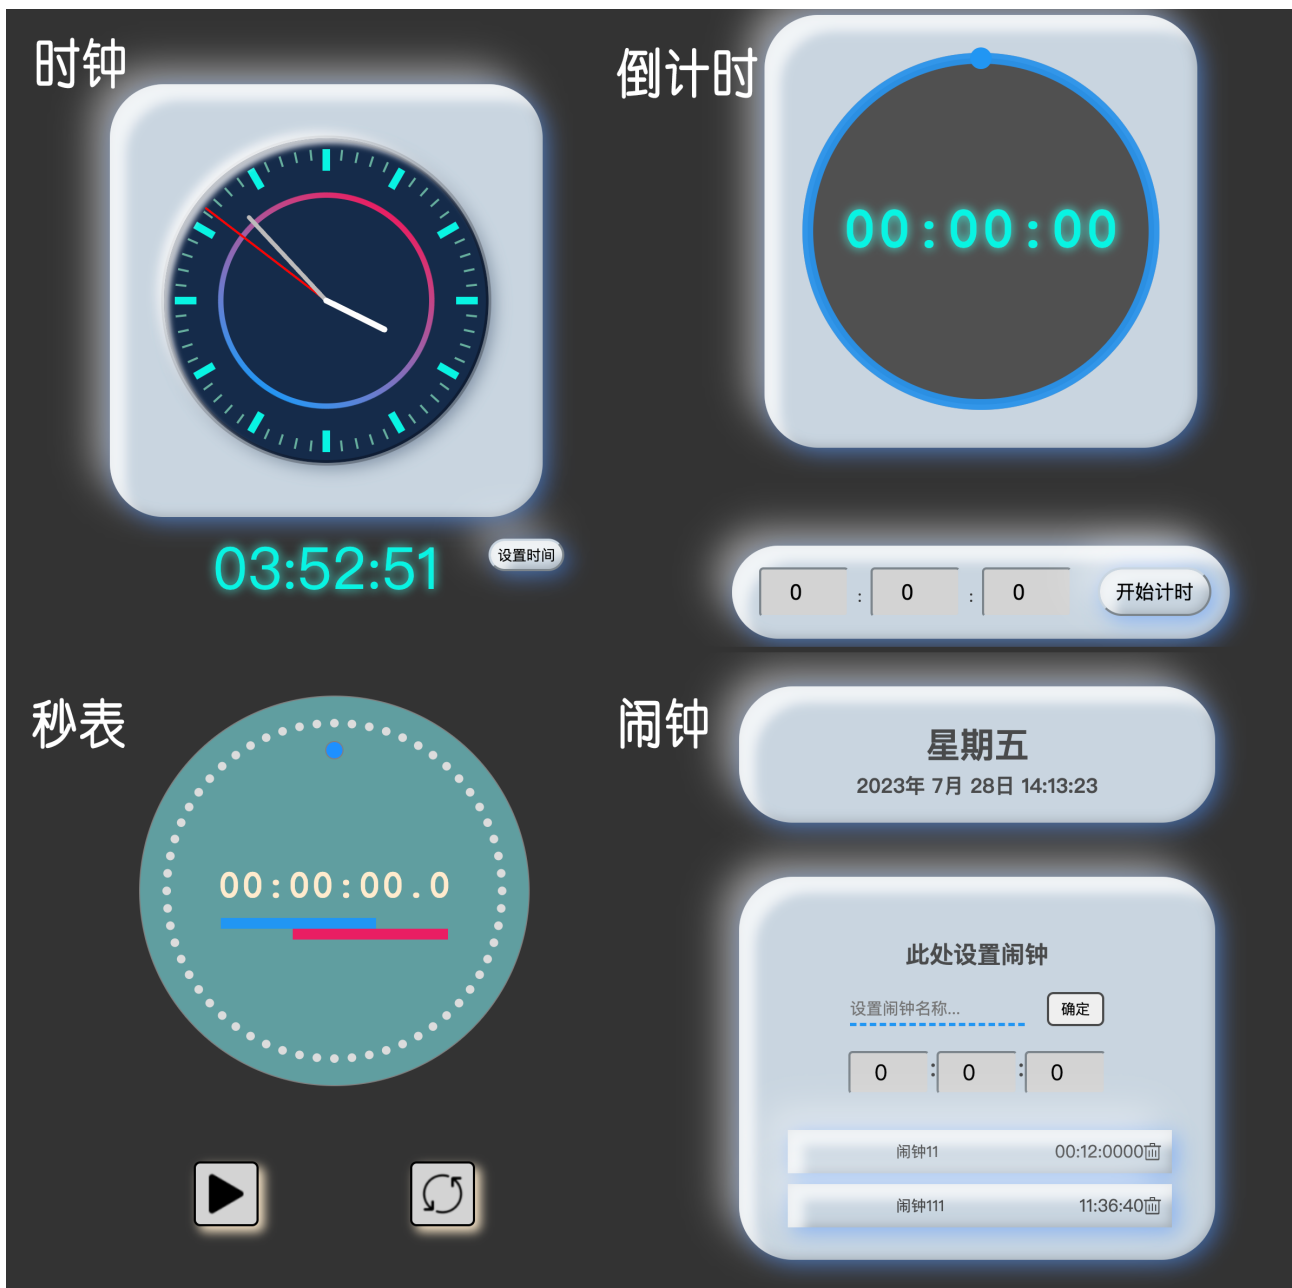 时钟
03:52:51
设置时间
倒计时
00:00:00
0 : 0 : 0 开始计时
秒表
00:00:00.0
闹钟
星期五
2023年 7月 28日 14:13:23
此处设置闹钟
设置闹钟名称... 确定
0 : 0 : 0
闹钟11 00:12:0000
闹钟111 11:36:40